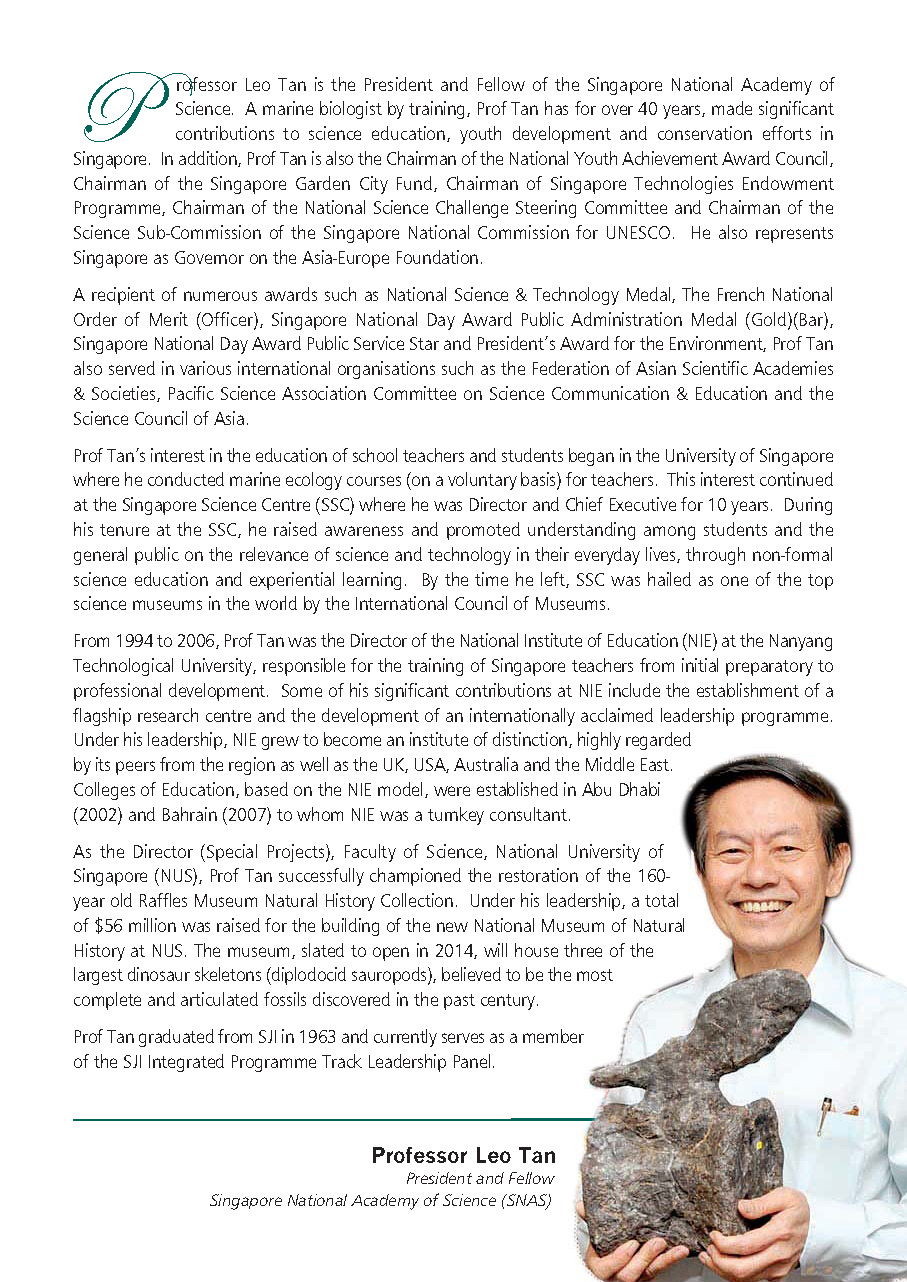 Professor Leo Tan is the President and Fellow of the Singapore National Academy of
Science. A marine biologist by training, Prof Tan has for over 40 years, made significant
contributions to science education, youth development and conservation efforts in
Singapore. In addition, Prof Tan is also the Chairman of the National Youth Achievement Award Council,
Chairman of the Singapore Garden City Fund, Chairman of Singapore Technologies Endowment
Programme, Chairman of the National Science Challenge Steering Committee and Chairman of the
Science Sub-Commission of the Singapore National Commission for UNESCO. He also represents
Singapore as Governor on the Asia-Europe Foundation.
A recipient of numerous awards such as National Science & Technology Medal, The French National
Order of Merit (Officer), Singapore National Day Award Public Administration Medal (Gold)(Bar),
Singapore National Day Award Public Service Star and President's Award for the Environment, Prof Tan
also served in various international organisations such as the Federation of Asian Scientific Academies
& Societies, Pacific Science Association Committee on Science Communication & Education and the
Science Council of Asia.
Prof Tan's interest in the education of school teachers and students began in the University of Singapore
where he conducted marine ecology courses (on a voluntary basis) for teachers. This interest continued
at the Singapore Science Centre (SSC) where he was Director and Chief Executive for 10 years. During
his tenure at the SSC, he raised awareness and promoted understanding among students and the
general public on the relevance of science and technology in their everyday lives, through non-formal
science education and experiential learning. By the time he left, SSC was hailed as one of the top
science museums in the world by the International Council of Museums.
From 1994 to 2006, Prof Tan was the Director of the National Institute of Education (NIE) at the Nanyang
Technological University, responsible for the training of Singapore teachers from initial preparatory to
professional development. Some of his significant contributions at NIE include the establishment of a
flagship research centre and the development of an internationally acclaimed leadership programme.
Under his leadership, NIE grew to become an institute of distinction, highly regarded
by its peers from the region as well as the UK, USA, Australia and the Middle East.
Colleges of Education, based on the NIE model, were established in Abu Dhabi
(2002) and Bahrain (2007) to whom NIE was a turnkey consultant.
As the Director (Special Projects), Faculty of Science, National University of
Singapore (NUS), Prof Tan successfully championed the restoration of the 160-
year old Raffles Museum Natural History Collection. Under his leadership, a total
of $56 million was raised for the building of the new National Museum of Natural
History at NUS. The museum, slated to open in 2014, will house three of the
largest dinosaur skeletons (diplodocid sauropods), believed to be the most
complete and articulated fossils discovered in the past century.
Prof Tan graduated from SJI in 1963 and currently serves as a member
of the SJI Integrated Programme Track Leadership Panel.
Professor Leo Tan
President and Fellow
Singapore National Academy of Science (SNAS)